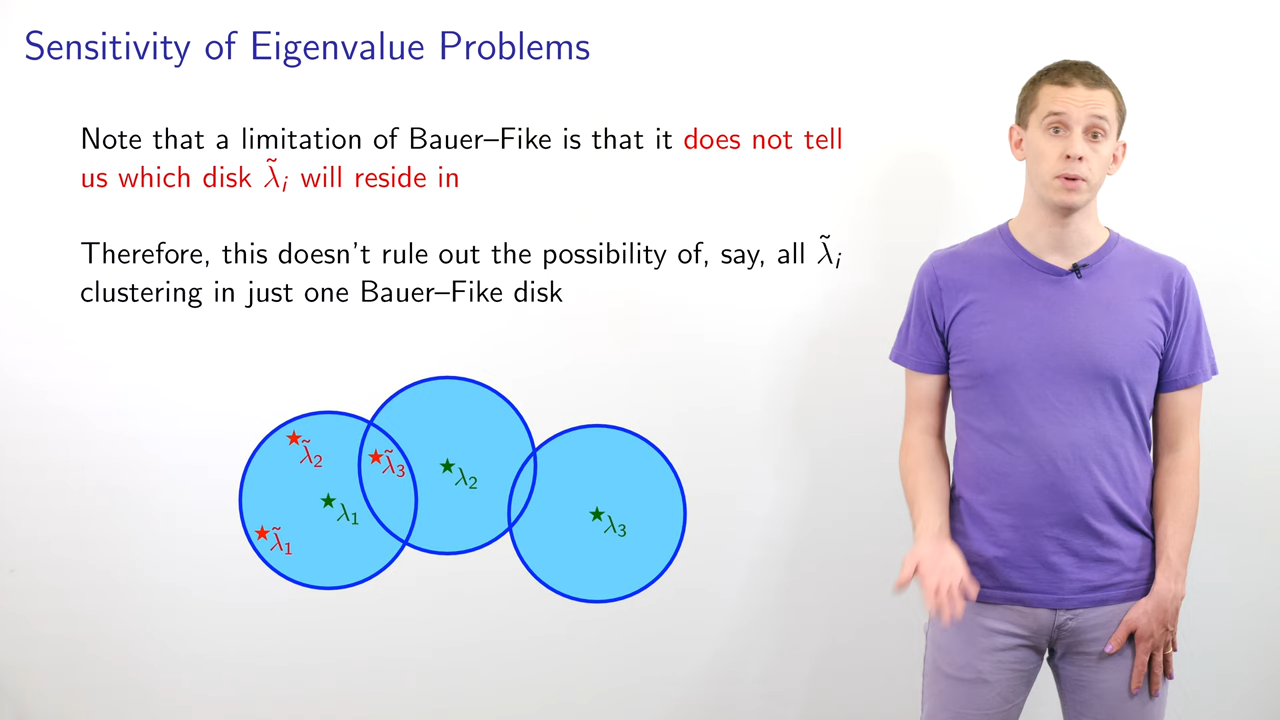 Sensitivity of Eigenvalue Problems
Note that a limitation of Bauer–Fike is that it does not tell
us which disk λ̃ᵢ will reside in
Therefore, this doesn't rule out the possibility of, say, all λ̃ᵢ
clustering in just one Bauer–Fike disk
λ̃₂
λ̃₃
λ₂
λ₁
λ₃
λ̃₁